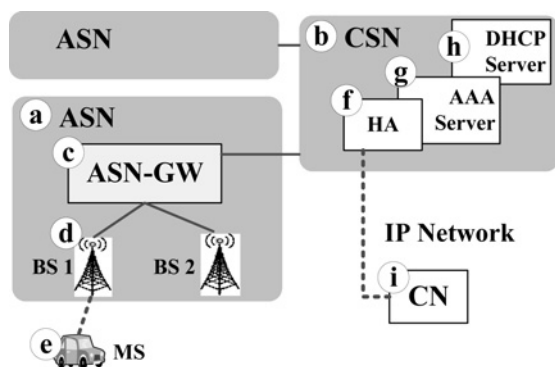 ASN
b CSN
h DHCP
Server
g AAA
Server
f HA
a ASN
c ASN-GW
d BS 1
BS 2
e MS
IP Network
i CN